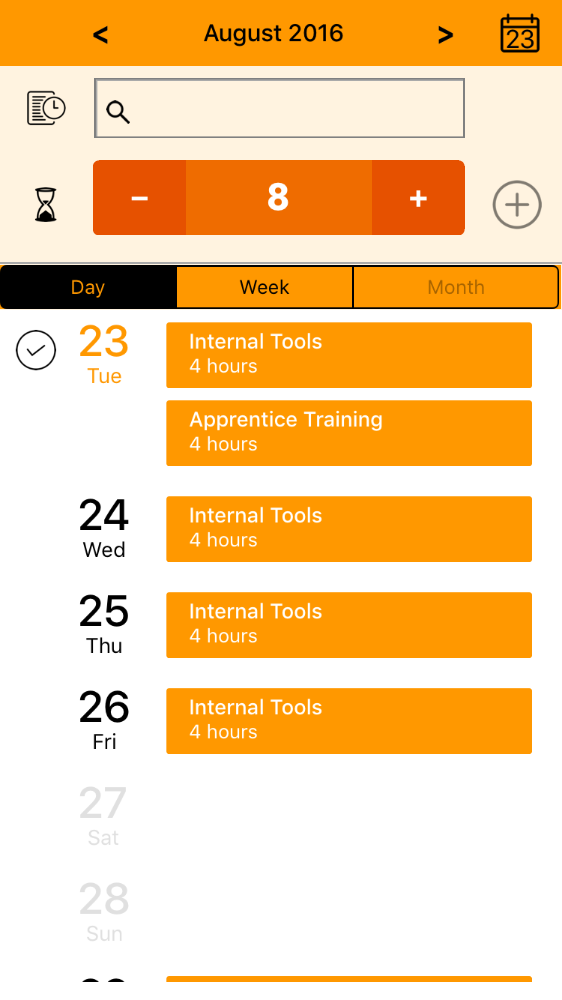 < August 2016 >
23
− 8 +
Day Week Month
23
Tue
Internal Tools
4 hours
Apprentice Training
4 hours
24
Wed
Internal Tools
4 hours
25
Thu
Internal Tools
4 hours
26
Fri
Internal Tools
4 hours
27
Sat
28
Sun